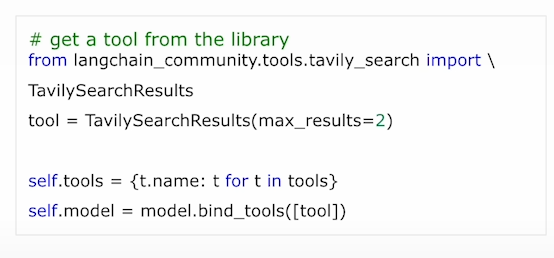 # get a tool from the library
from langchain_community.tools.tavily_search import \
TavilySearchResults
tool = TavilySearchResults(max_results=2)
self.tools = {t.name: t for t in tools}
self.model = model.bind_tools([tool])